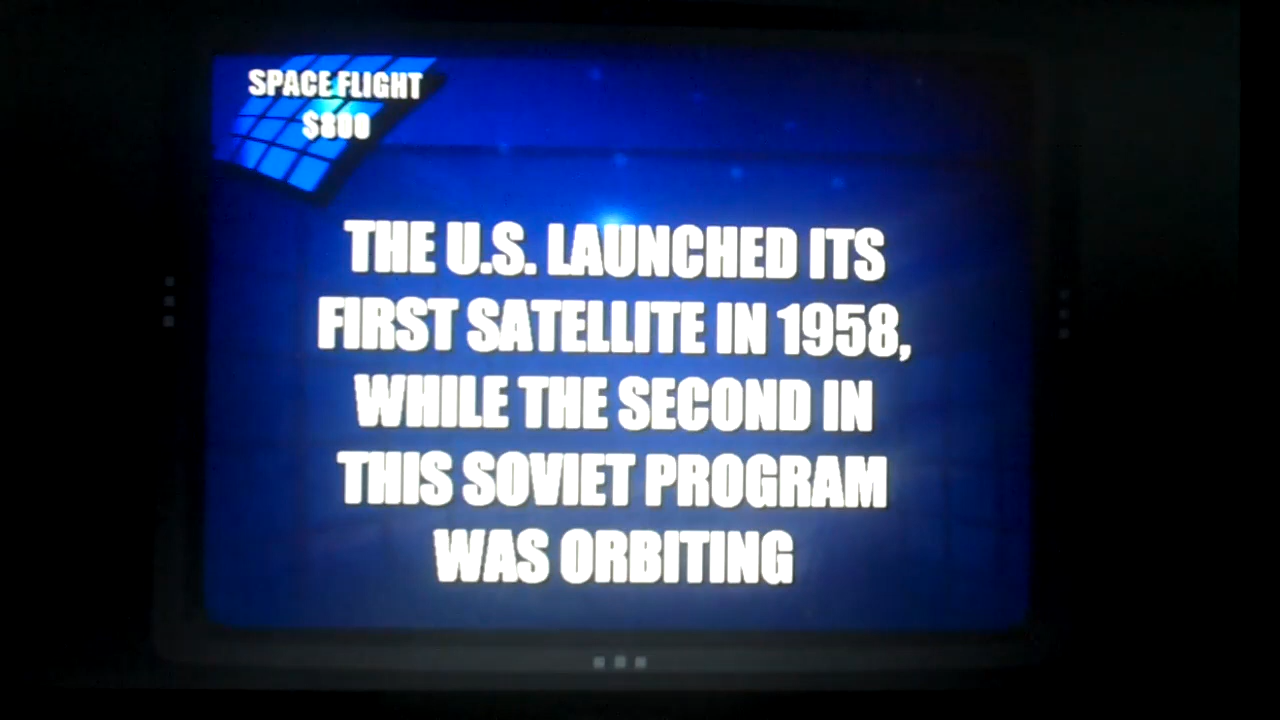 SPACE FLIGHT
$800
THE U.S. LAUNCHED ITS
FIRST SATELLITE IN 1958,
WHILE THE SECOND IN
THIS SOVIET PROGRAM
WAS ORBITING